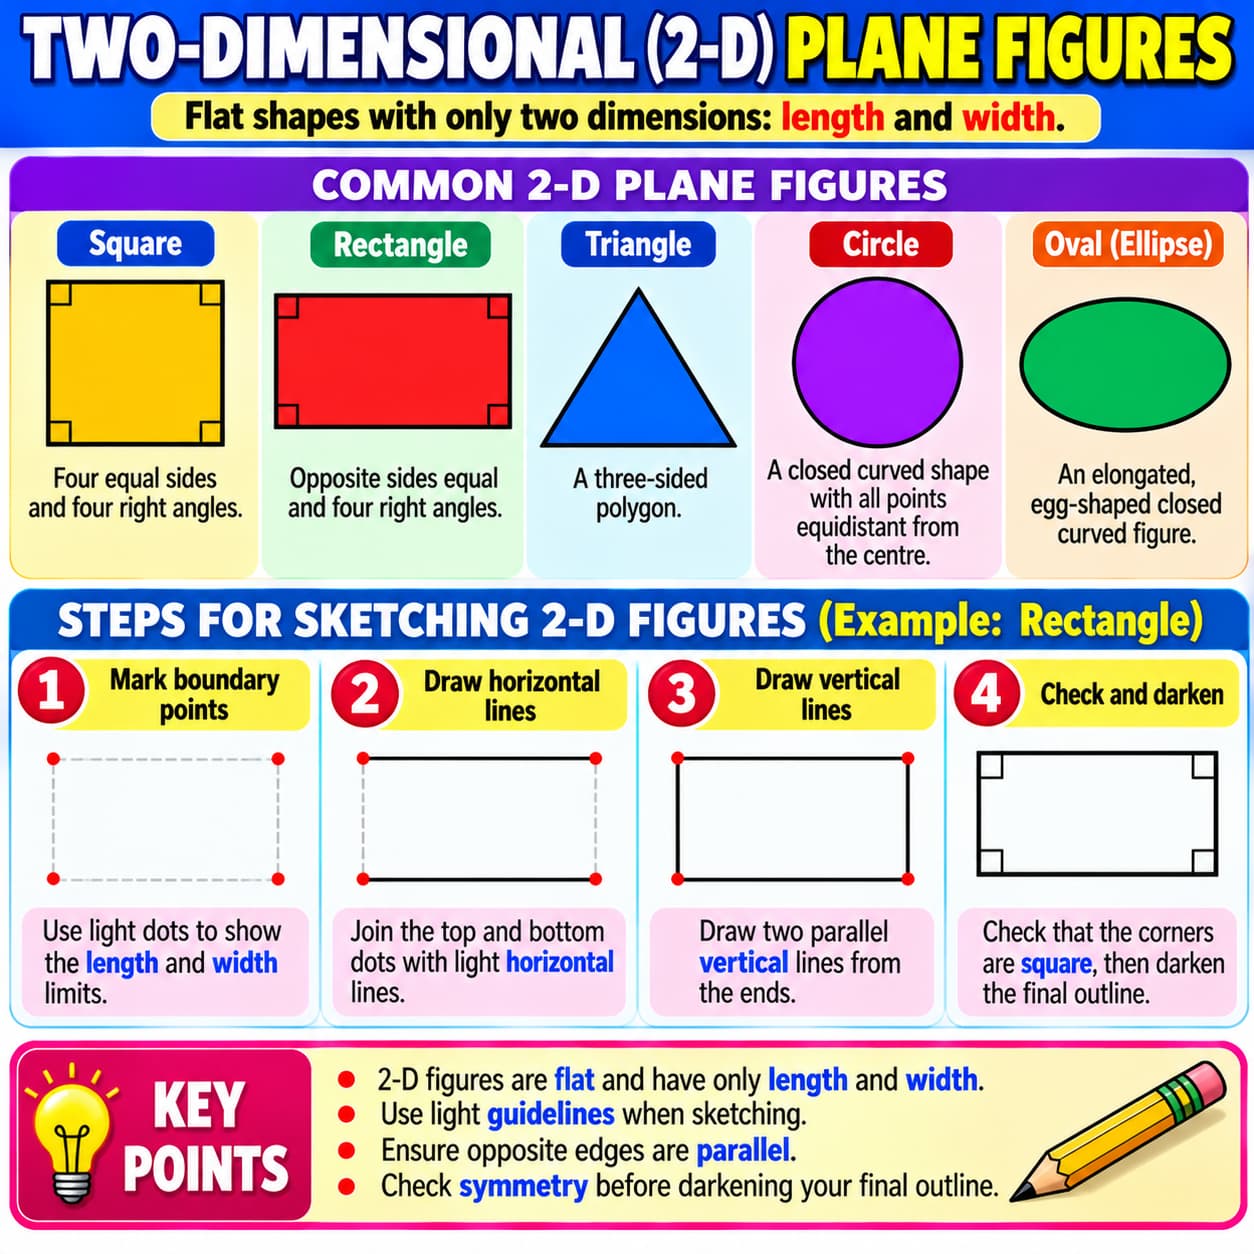 TWO-DIMENSIONAL (2-D) PLANE FIGURES
Flat shapes with only two dimensions: length and width.
COMMON 2-D PLANE FIGURES
Square
Four equal sides
and four right angles.
Rectangle
Opposite sides equal
and four right angles.
Triangle
A three-sided
polygon.
Circle
A closed curved shape
with all points
equidistant from
the centre.
Oval (Ellipse)
An elongated,
egg-shaped closed
curved figure.
STEPS FOR SKETCHING 2-D FIGURES (Example: Rectangle)
1
Mark boundary
points
Use light dots to show
the length and width
limits.
2
Draw horizontal
lines
Join the top and bottom
dots with light horizontal
lines.
3
Draw vertical
lines
Draw two parallel
vertical lines from
the ends.
4
Check and darken
Check that the corners
are square, then darken
the final outline.
KEY
POINTS
2-D figures are flat and have only length and width.
Use light guidelines when sketching.
Ensure opposite edges are parallel.
Check symmetry before darkening your final outline.